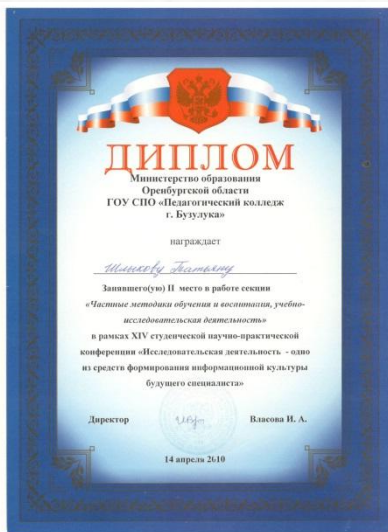 ДИПЛОМ
Министерство образования
Оренбургской области
ГОУ СПО «Педагогический колледж
г. Бузулука»
награждает
Шлыкову Татьяну
Занявшего(ую) II место в работе секции
«Частные методики обучения и воспитания, учебно-
исследовательская деятельность»
в рамках XIV студенческой научно-практической
конференции «Исследовательская деятельность - одно
из средств формирования информационной культуры
будущего специалиста»
Директор Власова И. А.
14 апреля 2010